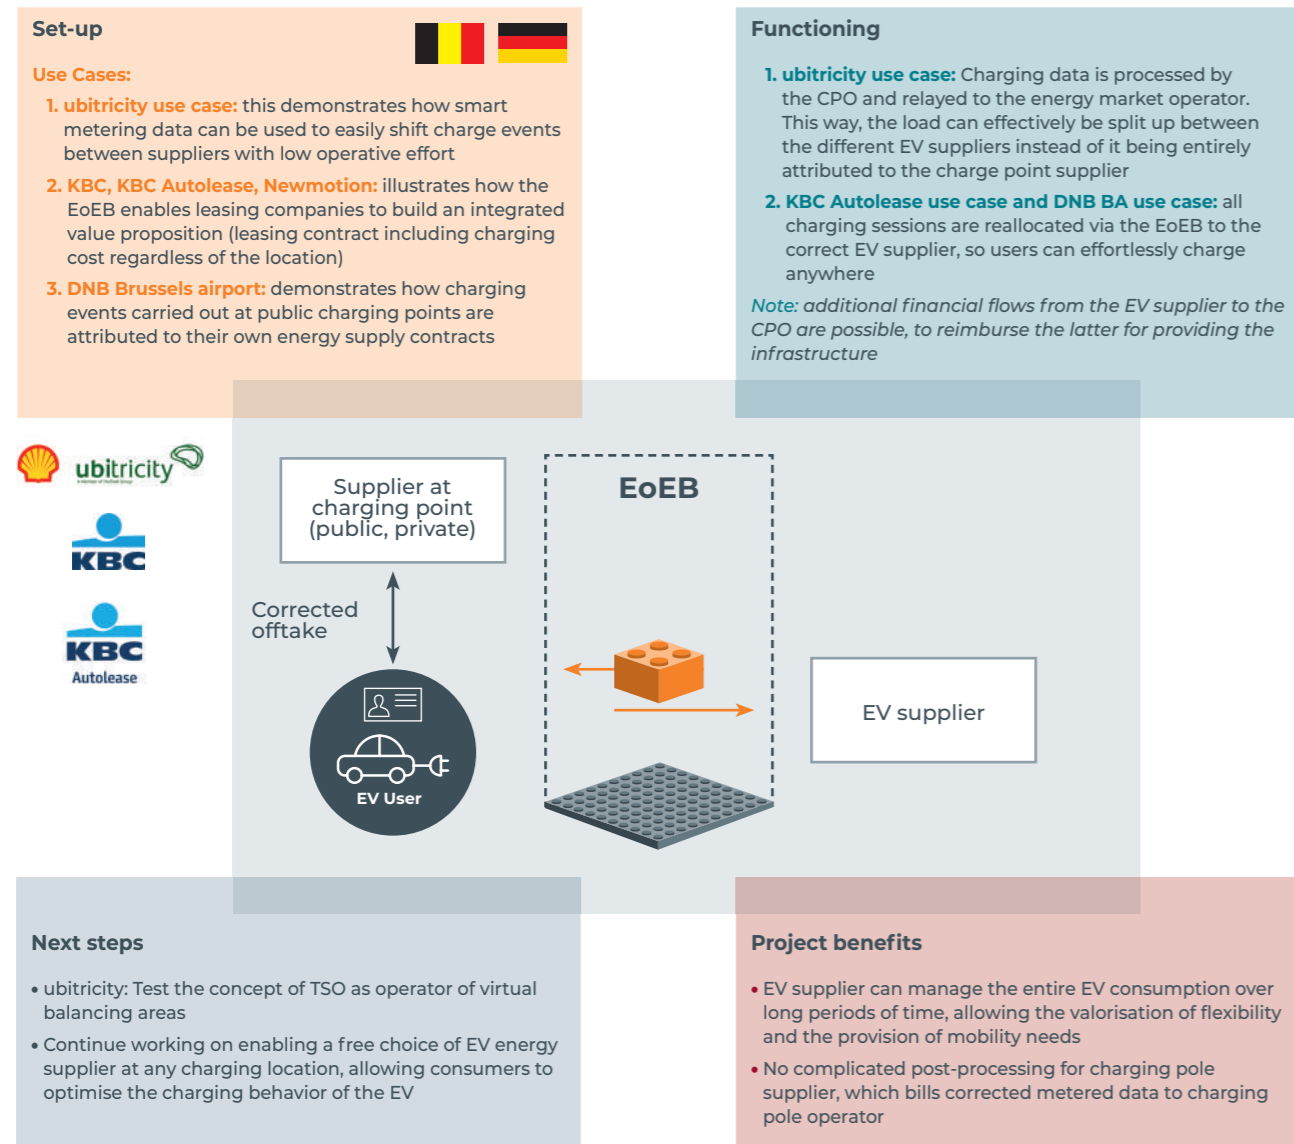 Set-up
Use Cases:
1. ubitricity use case: this demonstrates how smart
metering data can be used to easily shift charge events
between suppliers with low operative effort
2. KBC, KBC Autolease, Newmotion: illustrates how the
EoEB enables leasing companies to build an integrated
value proposition (leasing contract including charging
cost regardless of the location)
3. DNB Brussels airport: demonstrates how charging
events carried out at public charging points are
attributed to their own energy supply contracts
Functioning
1. ubitricity use case: Charging data is processed by
the CPO and relayed to the energy market operator.
This way, the load can effectively be split up between
the different EV suppliers instead of it being entirely
attributed to the charge point supplier
2. KBC Autolease use case and DNB BA use case: all
charging sessions are reallocated via the EoEB to the
correct EV supplier, so users can effortlessly charge
anywhere
Note: additional financial flows from the EV supplier to the
CPO are possible, to reimburse the latter for providing the
infrastructure
ubitricity
KBC
KBC
Autolease
Supplier at
charging point
(public, private)
Corrected
offtake
EV User
EoEB
EV supplier
Next steps
• ubitricity: Test the concept of TSO as operator of virtual
balancing areas
• Continue working on enabling a free choice of EV energy
supplier at any charging location, allowing consumers to
optimise the charging behavior of the EV
Project benefits
• EV supplier can manage the entire EV consumption over
long periods of time, allowing the valorisation of flexibility
and the provision of mobility needs
• No complicated post-processing for charging pole
supplier, which bills corrected metered data to charging
pole operator